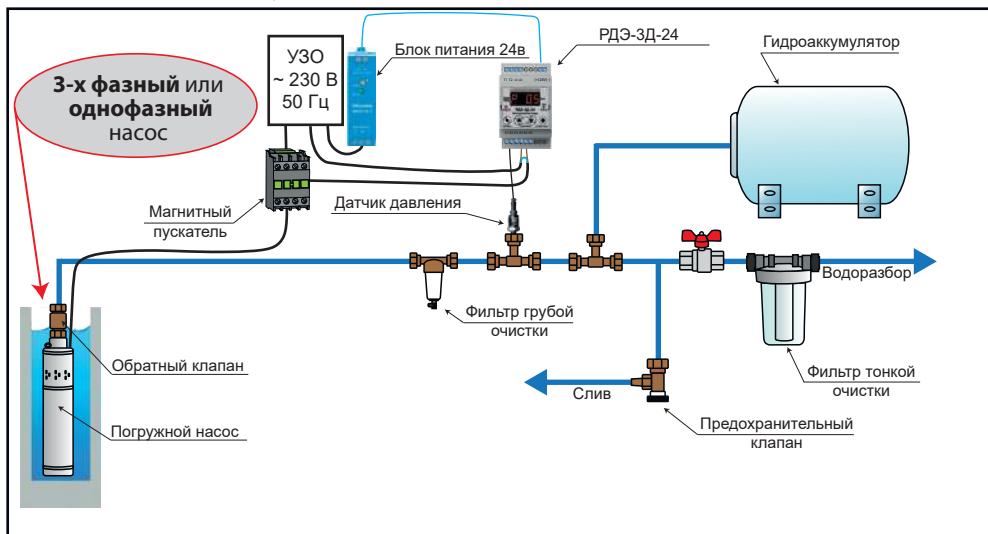 3-х фазный или
однофазный
насос
УЗО
~ 230 В
50 Гц
Блок питания 24в
РДЭ-3Д-24
Гидроаккумулятор
Магнитный
пускатель
Датчик давления
Водоразбор
Фильтр грубой
очистки
Обратный клапан
Фильтр тонкой
очистки
Слив
Погружной насос
Предохранительный
клапан